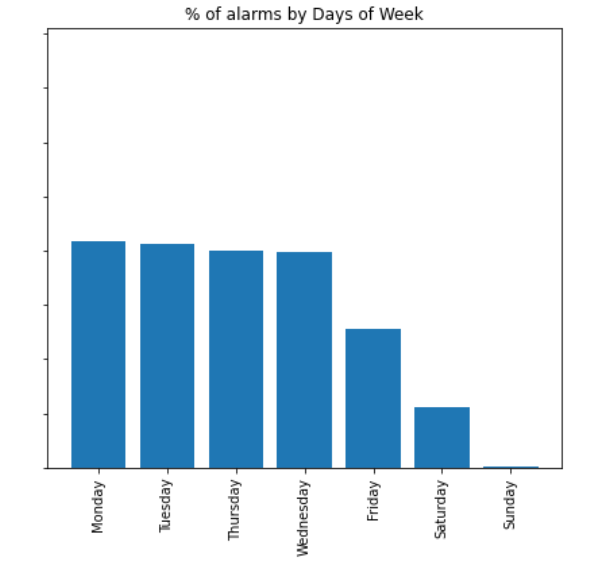 % of alarms by Days of Week
Monday
Tuesday
Thursday
Wednesday
Friday
Saturday
Sunday